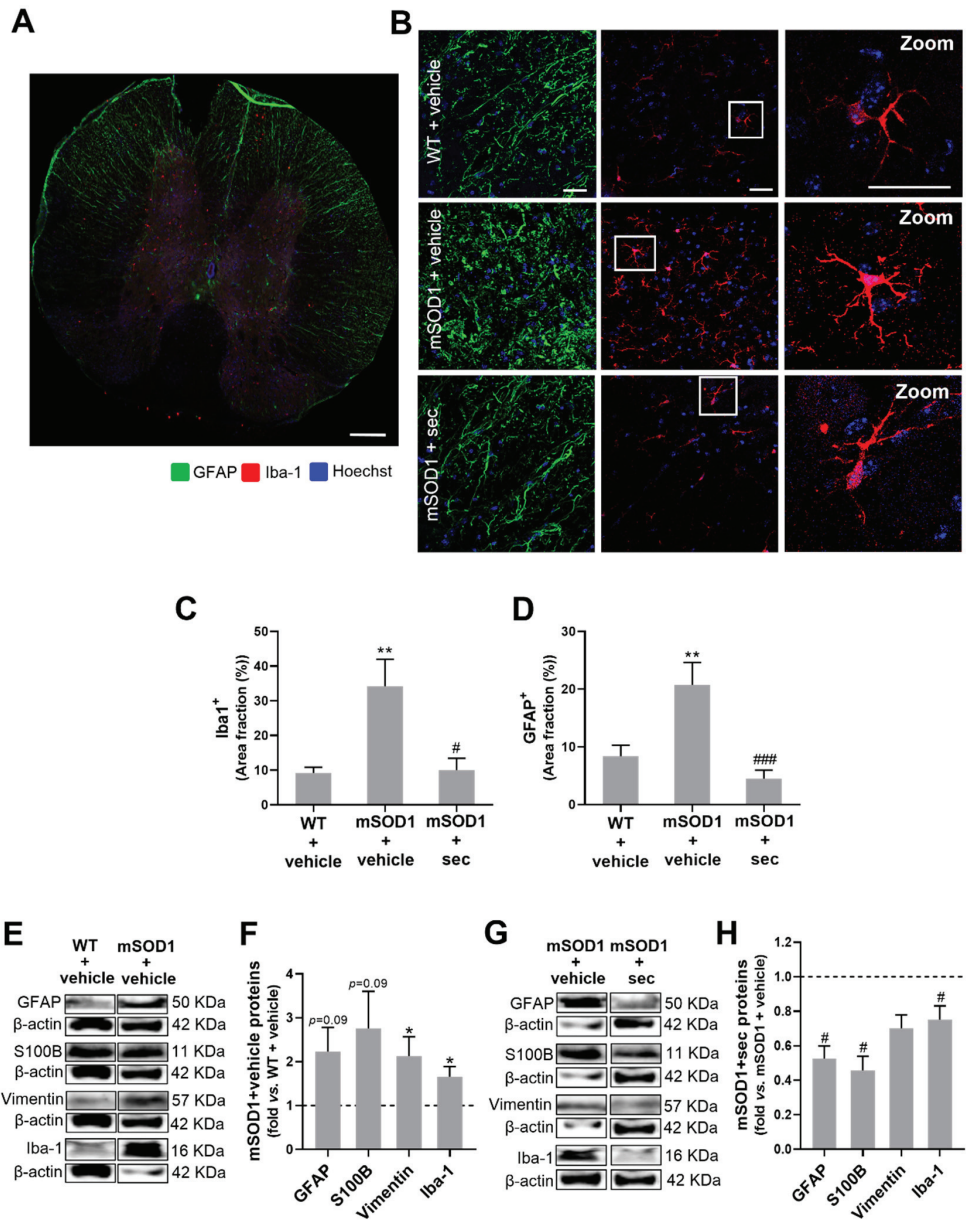 A
GFAP Iba-1 Hoechst
B
WT + vehicle
Zoom
mSOD1 + vehicle
Zoom
mSOD1 + sec.
Zoom
C
Iba1+
(Area fraction (%))
50
40
30
20
10
0
**
#
WT
+
vehicle
mSOD1
+
vehicle
mSOD1
+
sec
D
GFAP+
(Area fraction (%))
30
20
10
0
**
###
WT
+
vehicle
mSOD1
+
vehicle
mSOD1
+
sec
E
WT
+
vehicle
mSOD1
+
vehicle
GFAP 50 KDa
β-actin 42 KDa
S100B 11 KDa
β-actin 42 KDa
Vimentin 57 KDa
β-actin 42 KDa
Iba-1 16 KDa
β-actin 42 KDa
F
mSOD1+vehicle proteins
(fold vs. WT + vehicle)
4
3
2
1
0
p=0.09
p=0.09
*
*
GFAP
S100B
Vimentin
Iba-1
G
mSOD1
+
vehicle
mSOD1
+
sec
GFAP 50 KDa
β-actin 42 KDa
S100B 11 KDa
β-actin 42 KDa
Vimentin 57 KDa
β-actin 42 KDa
Iba-1 16 KDa
β-actin 42 KDa
H
mSOD1+sec proteins
(fold vs. mSOD1 + vehicle)
1.2
1.0
0.8
0.6
0.4
0.2
0.0
#
#
#
GFAP
S100B
Vimentin
Iba-1